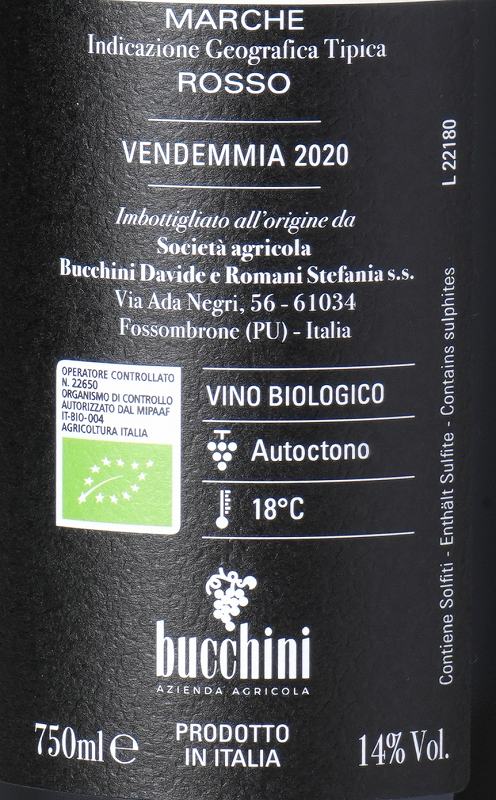 MARCHE
Indicazione Geografica Tipica
ROSSO
VENDEMMIA 2020
Imbottigliato all'origine da
Società agricola
Bucchini Davide e Romani Stefania s.s.
Via Ada Negri, 56 - 61034
Fossombrone (PU) - Italia
OPERATORE CONTROLLATO
N. 22650
ORGANISMO DI CONTROLLO
AUTORIZZATO DAL MIPAAF
IT-BIO-004
AGRICOLTURA ITALIA
VINO BIOLOGICO
Autoctono
18°C
bucchini
AZIENDA AGRICOLA
750ml e
PRODOTTO
IN ITALIA
14% Vol.
L 22180
Contiene Solfiti - Enthält Sulfite - Contains sulphites